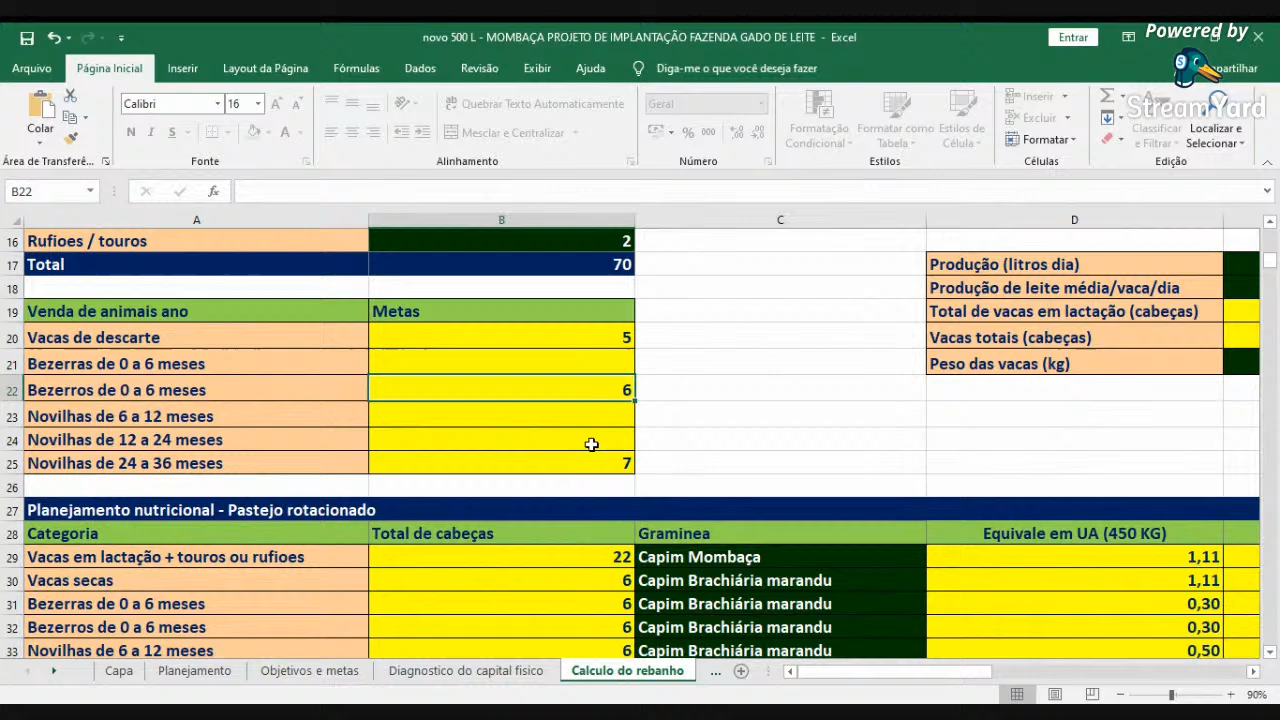 novo 500 L - MOMBAÇA PROJETO DE IMPLANTAÇÃO FAZENDA GADO DE LEITE - Excel
Entrar
Powered by
StreamYard
Arquivo Página Inicial Inserir Layout da Página Fórmulas Dados Revisão Exibir Ajuda Diga-me o que você deseja fazer
Calibri 16 Quebrar Texto Automaticamente Geral Inserir
Colar N I S Mesclar e Centralizar % 000 Formatação Condicional Formatar como Tabela Estilos de Célula Excluir Formatar Classificar e Filtrar Localizar e Selecionar
Área de Transferê... Fonte Alinhamento Número Estilos Células Edição
B22 fx
A B C D
16 Rufioes / touros 2
17 Total 70 Produção (litros dia)
18 Produção de leite média/vaca/dia
19 Venda de animais ano Metas Total de vacas em lactação (cabeças)
20 Vacas de descarte 5 Vacas totais (cabeças)
21 Bezerras de 0 a 6 meses Peso das vacas (kg)
22 Bezerros de 0 a 6 meses 6
23 Novilhas de 6 a 12 meses
24 Novilhas de 12 a 24 meses
25 Novilhas de 24 a 36 meses 7
26
27 Planejamento nutricional - Pastejo rotacionado
28 Categoria Total de cabeças Graminea Equivale em UA (450 KG)
29 Vacas em lactação + touros ou rufioes 22 Capim Mombaça 1,11
30 Vacas secas 6 Capim Brachiária marandu 1,11
31 Bezerras de 0 a 6 meses 6 Capim Brachiária marandu 0,30
32 Bezerros de 0 a 6 meses 6 Capim Brachiária marandu 0,30
33 Novilhas de 6 a 12 meses 6 Capim Brachiária marandu 0,50
Capa Planejamento Objetivos e metas Diagnostico do capital fisico Calculo do rebanho ...
90%